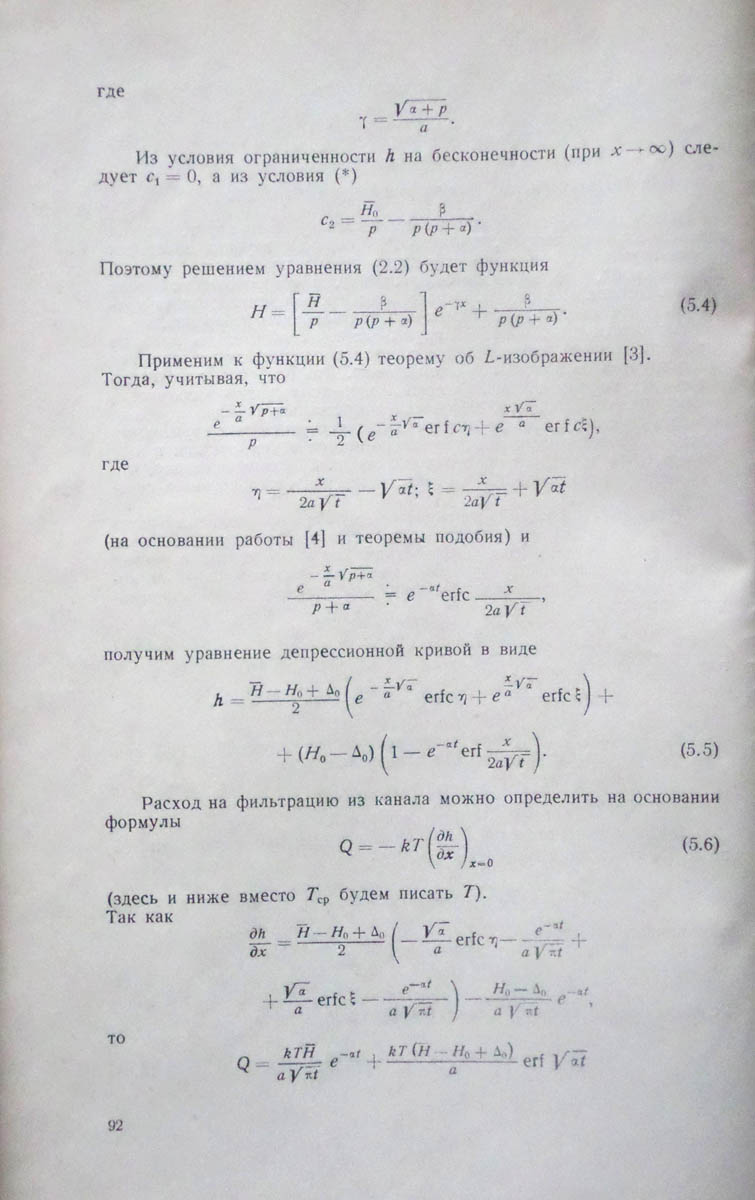 где
γ = √(α + p) / a.
Из условия ограниченности h на бесконечности (при x → ∞) сле-
дует c₁ = 0, а из условия (*)
c₂ = H̄₀ / p − β / p (p + α).
Поэтому решением уравнения (2.2) будет функция
H = [ H̄ / p − β / p(p + α) ] e^(−γx) + β / p(p + α). (5.4)
Применим к функции (5.4) теорему об L-изображении [3].
Тогда, учитывая, что
e^(−(x/a)√(p+α)) / p ≑ 1/2 (e^(−(x/a)√α) erfcη + e^(x√α/a) erfcξ),
где
η = x / 2a√t − √αt; ξ = x / 2a√t + √αt
(на основании работы [4] и теоремы подобия) и
e^(−(x/a)√(p+α)) / p + α ≑ e^(−αt) erfc x / 2a√t,
получим уравнение депрессионной кривой в виде
h = (H̄ − H₀ + Δ₀) / 2 (e^(−(x/a)√α) erfc η + e^((x/a)√α) erfc ξ) +
+ (H₀ − Δ₀) (1 − e^(−αt) erf x / 2a√t). (5.5)
Расход на фильтрацию из канала можно определить на основании
формулы
Q = − kT (∂h / ∂x)ₓ₌₀ (5.6)
(здесь и ниже вместо Tср будем писать T).
Так как
∂h / ∂x = (H̄ − H₀ + Δ₀) / 2 (− √α / a erfc η − e^(−αt) / a√πt +
+ √α / a erfc ξ − e^(−αt) / a√πt) − (H₀ − Δ₀) / a√πt e^(−αt),
то
Q = kTH̄ / a√πt e^(−αt) + kT (H̄ − H₀ + Δ₀) / a erf √αt
92